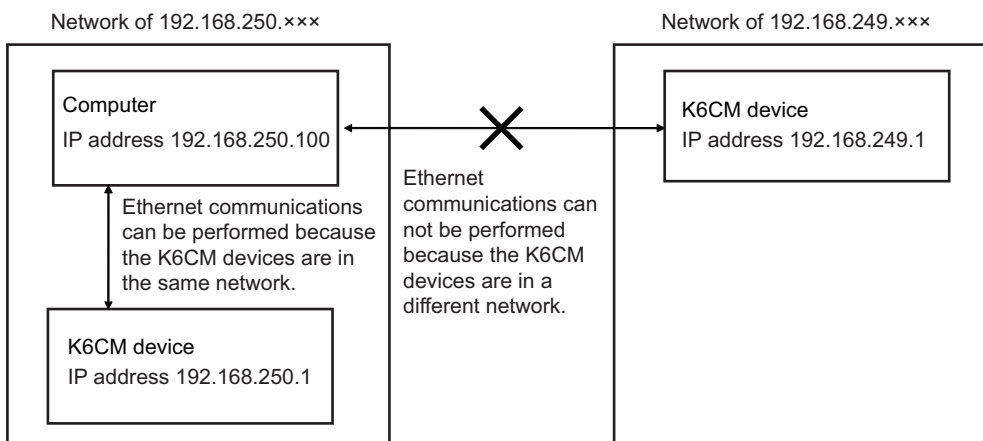 Network of 192.168.250.×××
Network of 192.168.249.×××
Computer
IP address 192.168.250.100
K6CM device
IP address 192.168.249.1
Ethernet communications
can be performed because
the K6CM devices are in
the same network.
Ethernet
communications can
not be performed
because the K6CM
devices are in a
different network.
K6CM device
IP address 192.168.250.1